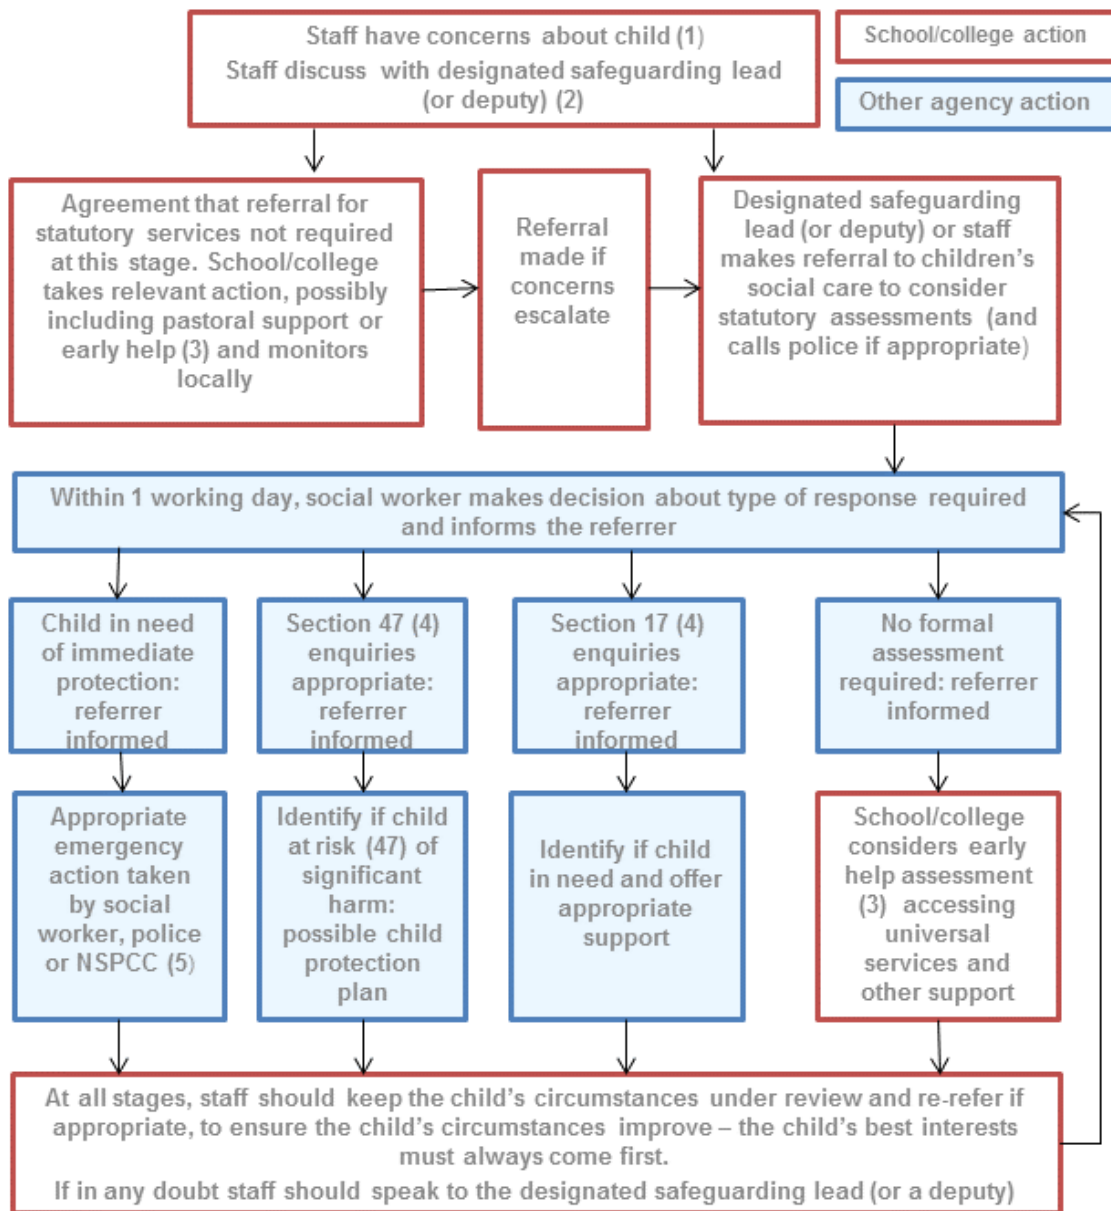 Staff have concerns about child (1)
Staff discuss with designated safeguarding lead
(or deputy) (2)
School/college action
Other agency action
Agreement that referral for
statutory services not required
at this stage. School/college
takes relevant action, possibly
including pastoral support or
early help (3) and monitors
locally
Referral
made if
concerns
escalate
Designated safeguarding
lead (or deputy) or staff
makes referral to children’s
social care to consider
statutory assessments (and
calls police if appropriate)
Within 1 working day, social worker makes decision about type of response required
and informs the referrer
Child in need
of immediate
protection:
referrer
informed
Section 47 (4)
enquiries
appropriate:
referrer
informed
Section 17 (4)
enquiries
appropriate:
referrer
informed
No formal
assessment
required: referrer
informed
Appropriate
emergency
action taken
by social
worker, police
or NSPCC (5)
Identify if child
at risk (47) of
significant
harm:
possible child
protection
plan
Identify if child
in need and offer
appropriate
support
School/college
considers early
help assessment
(3) accessing
universal
services and
other support
At all stages, staff should keep the child’s circumstances under review and re-refer if
appropriate, to ensure the child’s circumstances improve – the child’s best interests
must always come first.
If in any doubt staff should speak to the designated safeguarding lead (or a deputy)